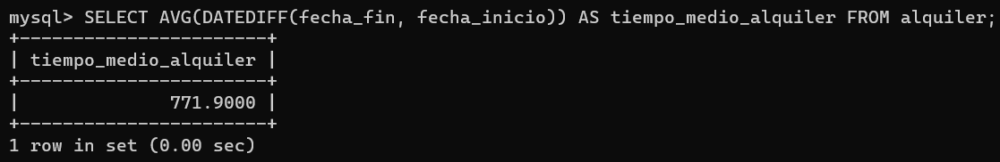 mysql> SELECT AVG(DATEDIFF(fecha_fin, fecha_inicio)) AS tiempo_medio_alquiler FROM alquiler;
+-----------------------+
| tiempo_medio_alquiler |
+-----------------------+
|              771.9000 |
+-----------------------+
1 row in set (0.00 sec)